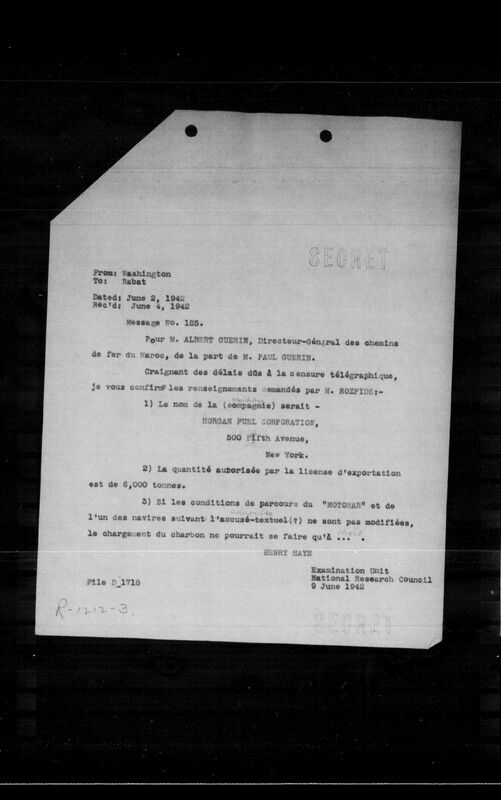 SECRET
From: Washington
To: Rabat
Dated: June 2, 1942
Rec'd: June 4, 1942
Message No. 185.
Pour M. ALBERT GUERIN, Directeur-Général des chemins
de fer du Maroc, de la part de M. PAUL GUERIN.
Craignant des délais dûs à la censure télégraphique,
je vous confirme les renseignements demandés par M. ROZPIDE:-
1) Le nom de la (compagnie) serait -
MORGAN FUEL CORPORATION,
500 Fifth Avenue,
New York.
2) La quantité autorisée par la license d'exportation
est de 6,000 tonnes.
3) Si les conditions de parcours du "MOTOMAR" et de
l'un des navires suivant l'accusé-textuel(?) ne sont pas modifiées,
le chargement du charbon ne pourrait se faire qu'à ... .
HENRY HAYE
Examination Unit
File D_1718
National Research Council
9 June 1942
R-1212-3.
SECRET